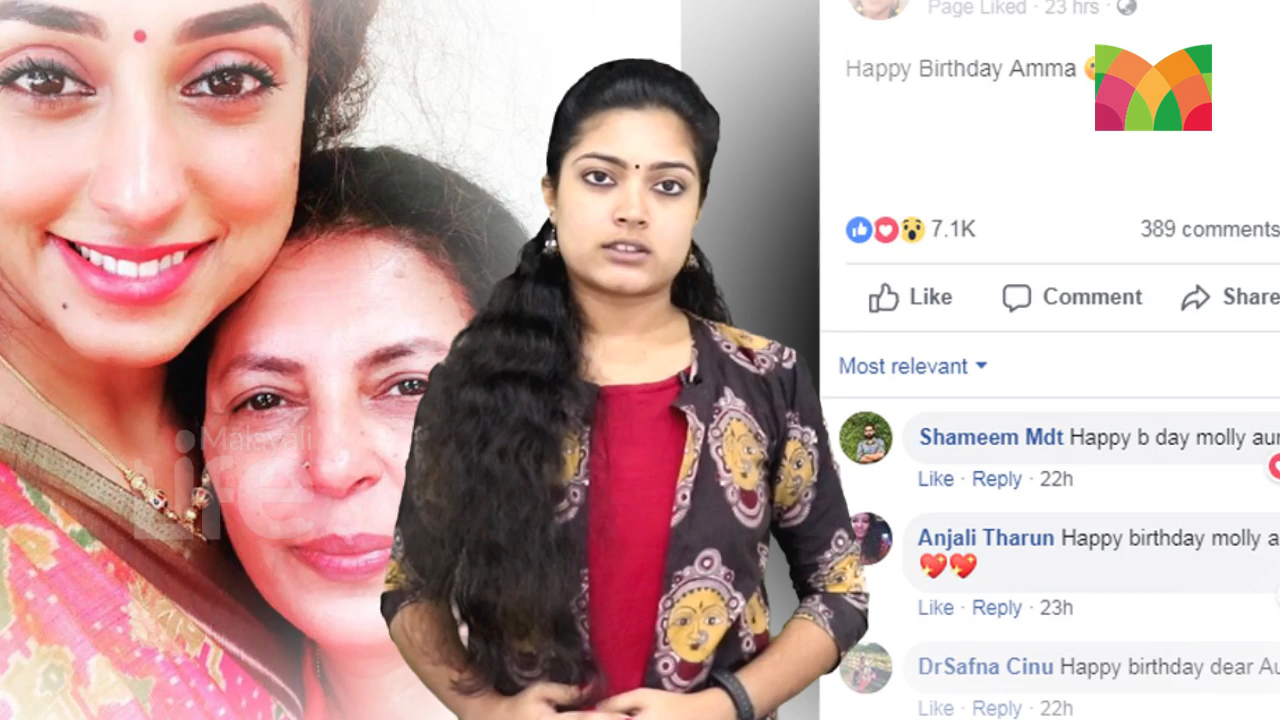 Page Liked · 23 hrs ·
Happy Birthday Amma
7.1K
389 comments
Like
Comment
Share
Most relevant
Shameem Mdt Happy b day molly
Like · Reply · 22h
Anjali Tharun Happy birthday molly
Like · Reply · 23h
DrSafna Cinu Happy birthday dear
Like · Reply · 22h
Malayali
Life